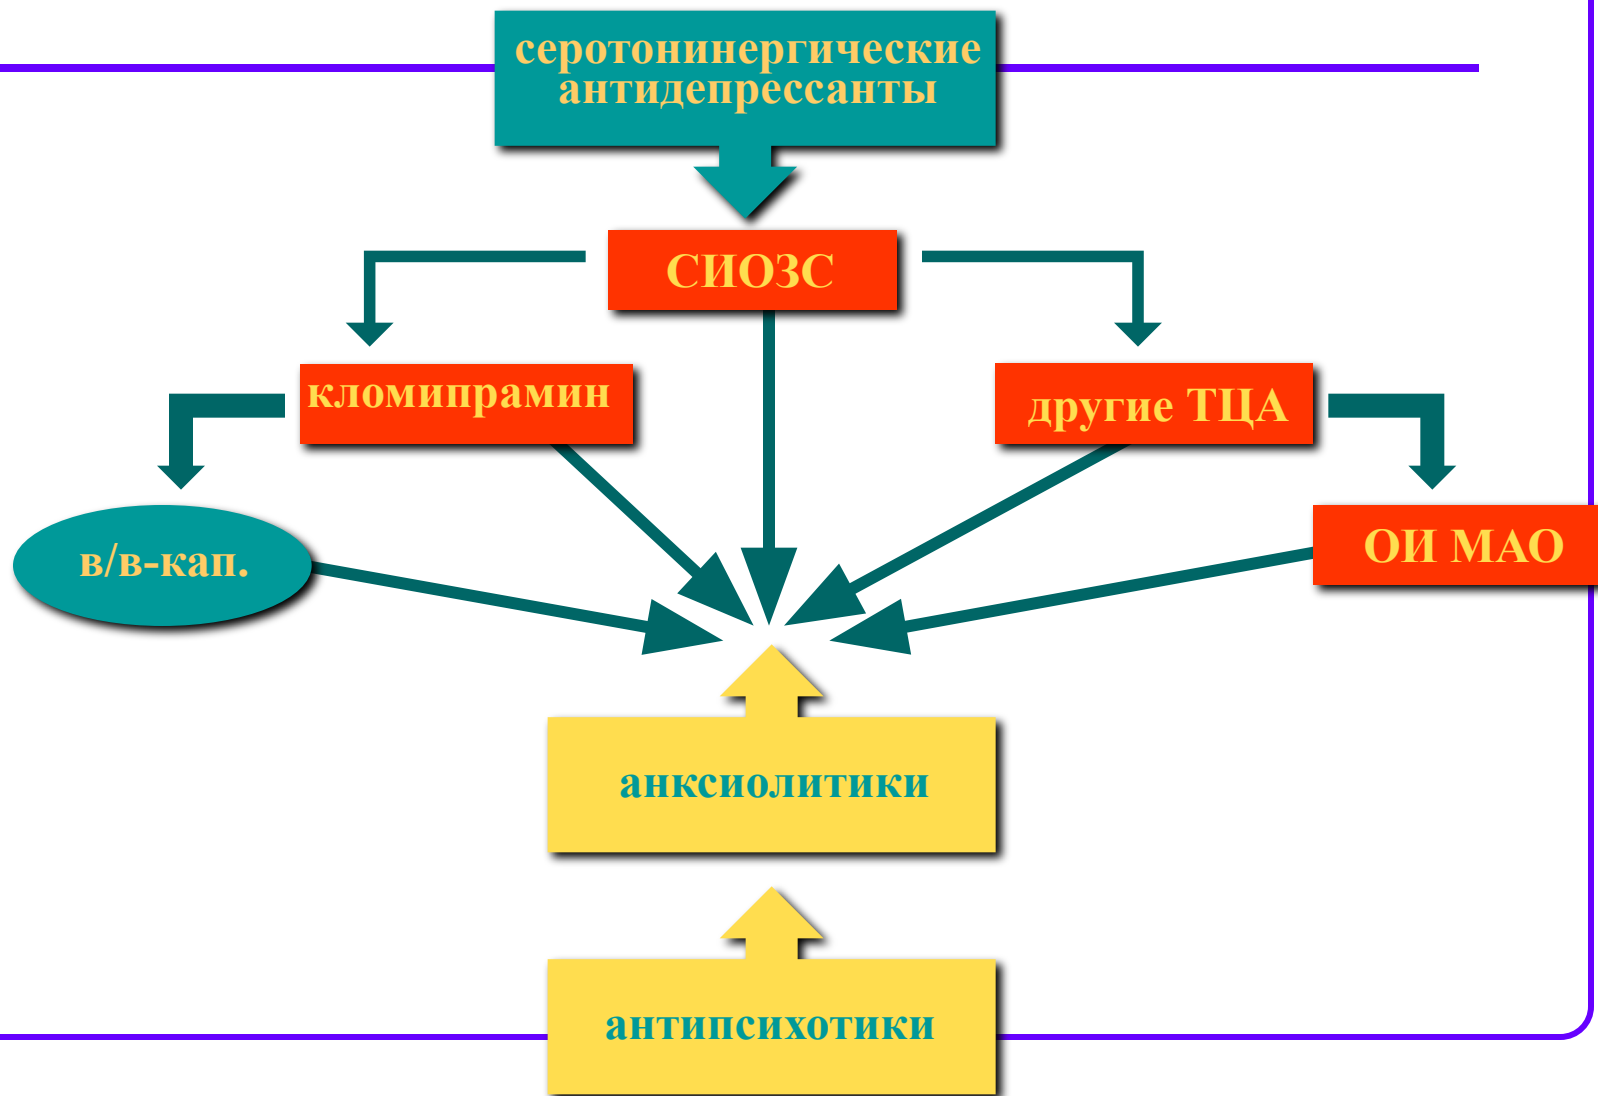 серотонинергические
антидепрессанты
СИОЗС
кломипрамин
другие ТЦА
в/в-кап.
ОИ МАО
анксиолитики
антипсихотики